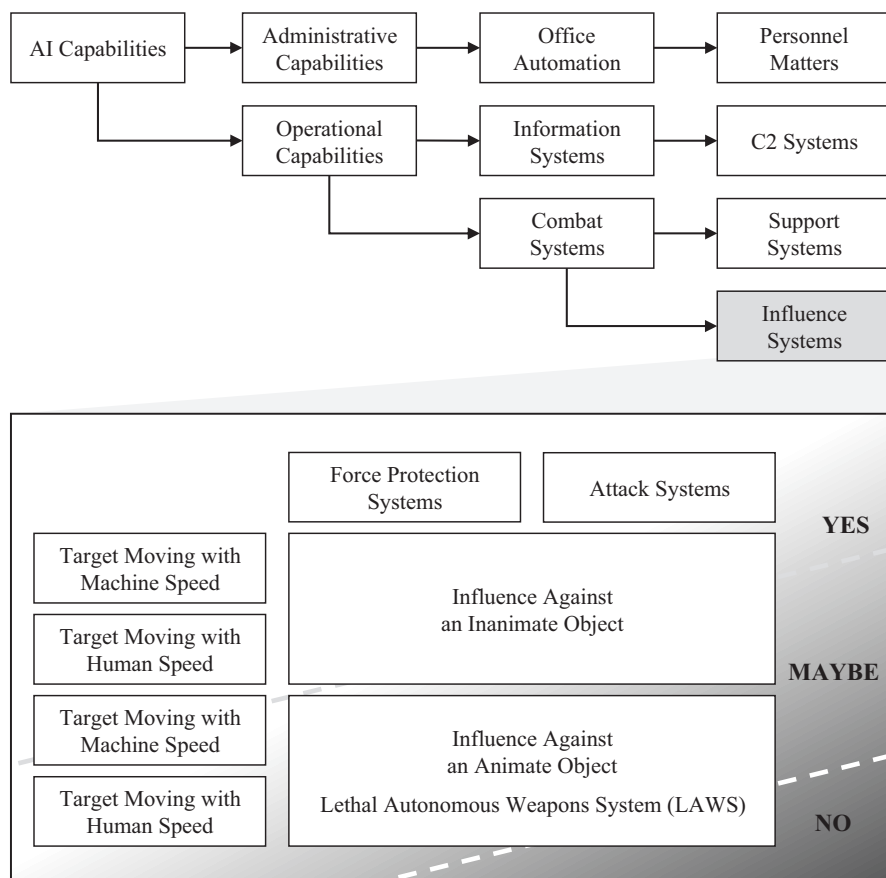 AI Capabilities
Administrative
Capabilities
Office
Automation
Personnel
Matters
Operational
Capabilities
Information
Systems
C2 Systems
Combat
Systems
Support
Systems
Influence
Systems
Force Protection
Systems
Attack Systems
YES
Target Moving with
Machine Speed
Influence Against
an Inanimate Object
Target Moving with
Human Speed
MAYBE
Target Moving with
Machine Speed
Influence Against
an Animate Object
Lethal Autonomous Weapons System (LAWS)
Target Moving with
Human Speed
NO